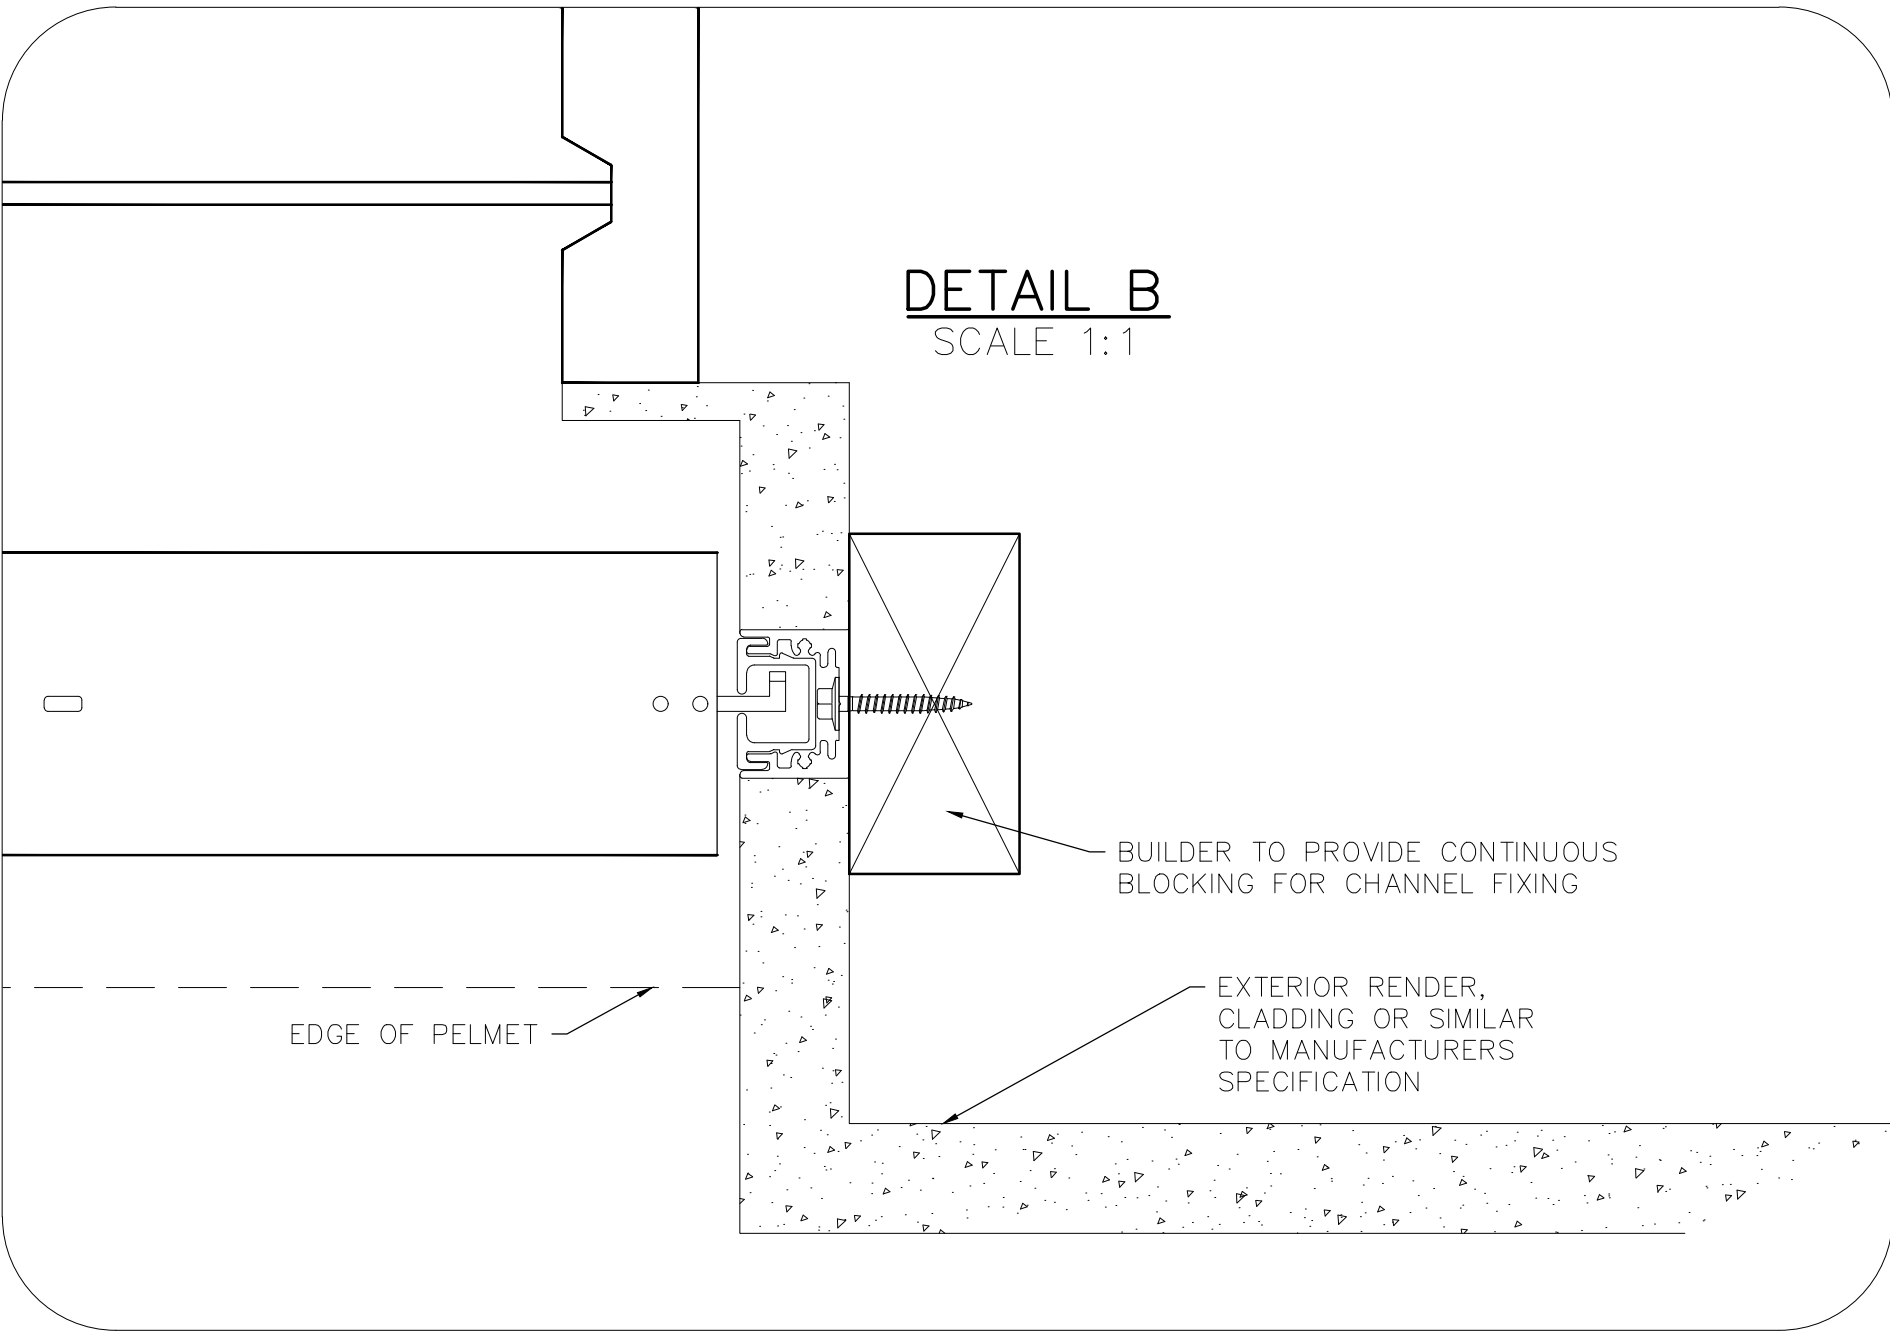 DETAIL B
SCALE 1:1
BUILDER TO PROVIDE CONTINUOUS
BLOCKING FOR CHANNEL FIXING
EXTERIOR RENDER,
CLADDING OR SIMILAR
TO MANUFACTURERS
SPECIFICATION
EDGE OF PELMET